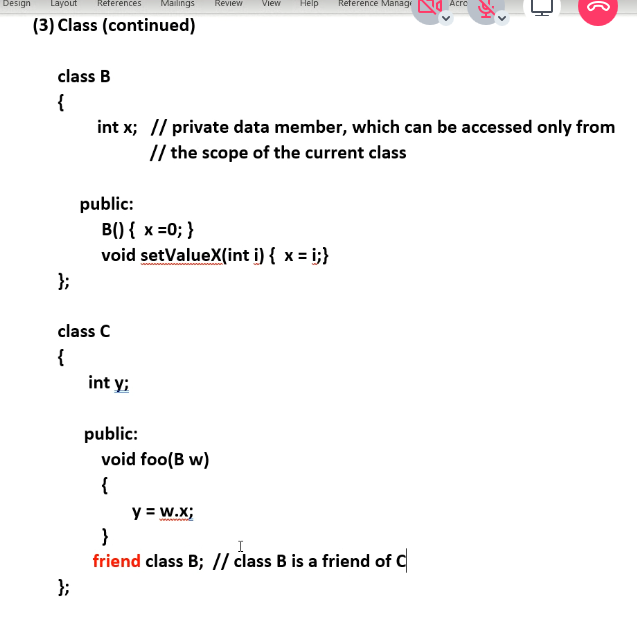 Design Layout References Mailings Review View Help Reference Manag Acro
(3) Class (continued)
class B
{
int x; // private data member, which can be accessed only from
// the scope of the current class
public:
B() { x =0; }
void setValueX(int i) { x = i;}
};
class C
{
int y;
public:
void foo(B w)
{
y = w.x;
}
friend class B; // class B is a friend of C
};